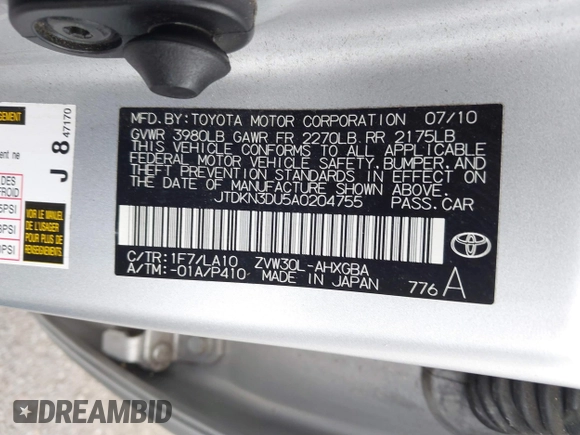 MFD. BY: TOYOTA MOTOR CORPORATION 07/10
GVWR 3980LB GAWR FR 2270LB, RR 2175LB
THIS VEHICLE CONFORMS TO ALL APPLICABLE
FEDERAL MOTOR VEHICLE SAFETY, BUMPER, AND
THEFT PREVENTION STANDARDS IN EFFECT ON
THE DATE OF MANUFACTURE SHOWN ABOVE.
JTDKN3DU5A0204755 PASS. CAR
C/TR: 1F7/LA10 ZVW30L-AHXGBA
A/TM: -01A/P410 MADE IN JAPAN
776 A
TOYOTA
J 8 47170
VOIR LE MANUEL
DE L'USAGER
POUR PLUS DE
DREAMBID